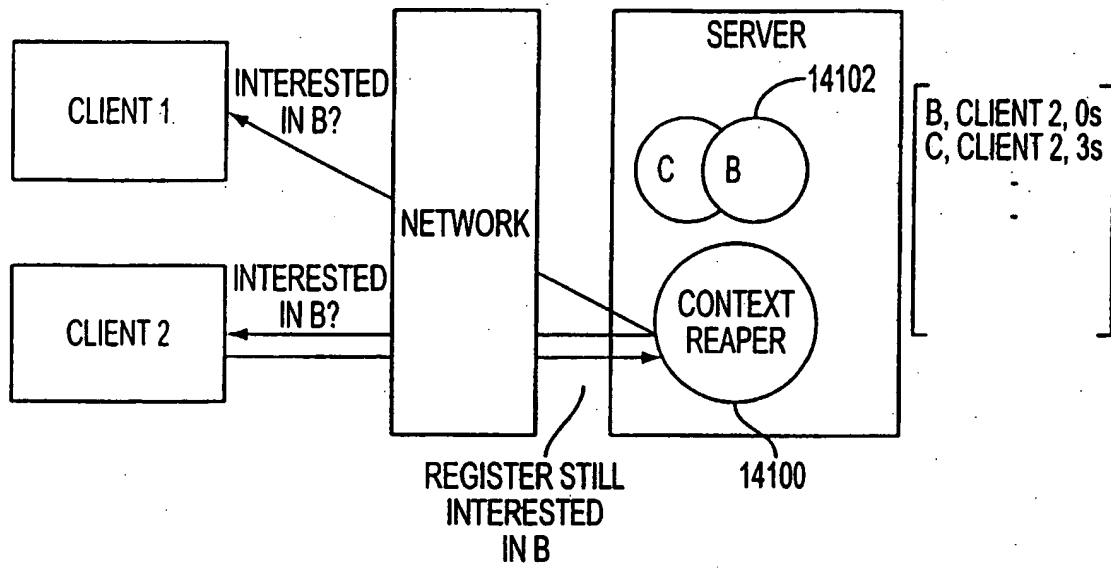 SERVER
14102
INTERESTED
IN B?
CLIENT 1
B, CLIENT 2, 0s
C, CLIENT 2, 3s
C
B
NETWORK
INTERESTED
IN B?
CLIENT 2
CONTEXT
REAPER
REGISTER STILL
INTERESTED
IN B
14100